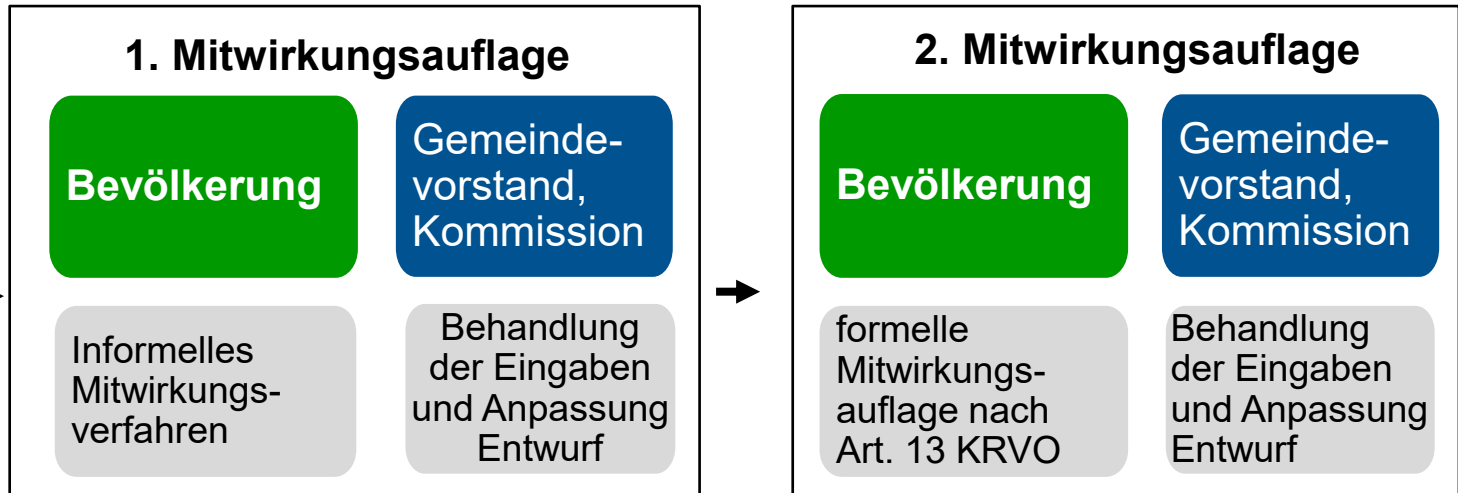 1. Mitwirkungsauflage
Bevölkerung
Gemeinde-
vorstand,
Kommission
Informelles
Mitwirkungs-
verfahren
Behandlung
der Eingaben
und Anpassung
Entwurf
2. Mitwirkungsauflage
Bevölkerung
Gemeinde-
vorstand,
Kommission
formelle
Mitwirkungs-
auflage nach
Art. 13 KRVO
Behandlung
der Eingaben
und Anpassung
Entwurf